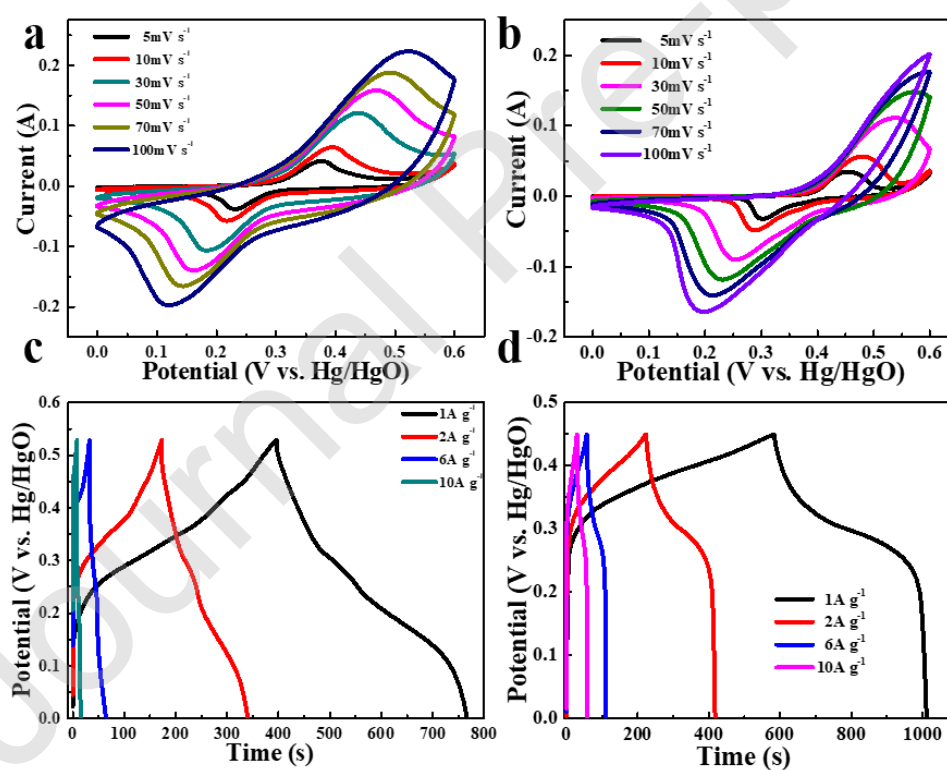 a
5mV s⁻¹
10mV s⁻¹
30mV s⁻¹
50mV s⁻¹
70mV s⁻¹
100mV s⁻¹
0.2
0.1
0.0
-0.1
-0.2
Current (A)
0.0 0.1 0.2 0.3 0.4 0.5 0.6
Potential (V vs. Hg/HgO)
b
5mV s⁻¹
10mV s⁻¹
30mV s⁻¹
50mV s⁻¹
70mV s⁻¹
100mV s⁻¹
0.2
0.1
0.0
-0.1
-0.2
Current (A)
0.0 0.1 0.2 0.3 0.4 0.5 0.6
Potential (V vs. Hg/HgO)
c
1A g⁻¹
2A g⁻¹
6A g⁻¹
10A g⁻¹
0.6
0.5
0.4
0.3
0.2
0.1
0.0
Potential (V vs. Hg/HgO)
0 100 200 300 400 500 600 700 800
Time (s)
d
0.5
0.4
0.3
0.2
0.1
0.0
Potential (V vs. Hg/HgO)
1A g⁻¹
2A g⁻¹
6A g⁻¹
10A g⁻¹
0 200 400 600 800 1000
Time (s)
Journal Pre-p